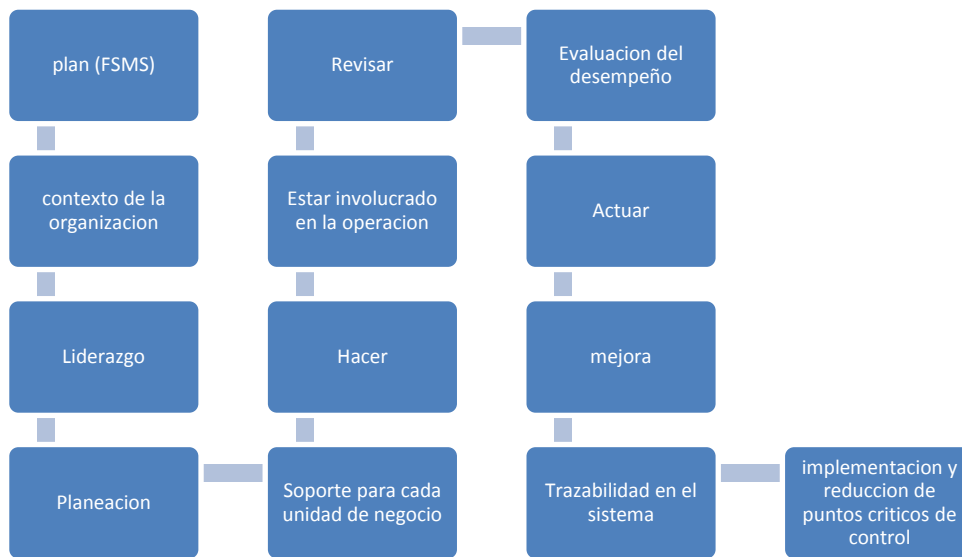 plan (FSMS)
contexto de la
organizacion
Liderazgo
Planeacion
Soporte para cada
unidad de negocio
Hacer
Estar involucrado
en la operacion
Revisar
Evaluacion del
desempeño
Actuar
mejora
Trazabilidad en el
sistema
implementacion y
reduccion de
puntos criticos de
control